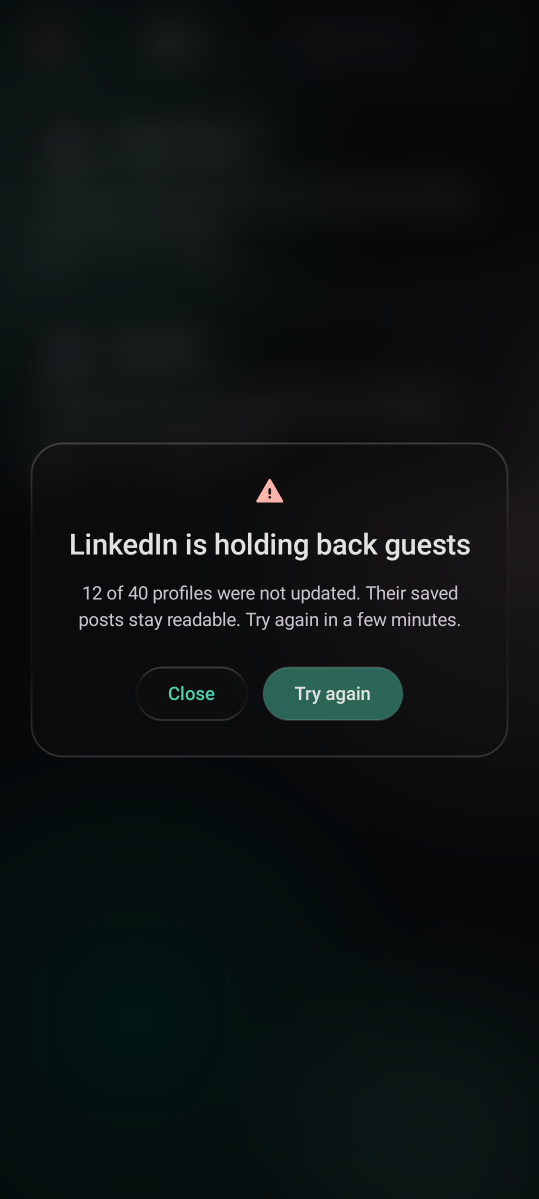 LinkedIn is holding back guests
12 of 40 profiles were not updated. Their saved
posts stay readable. Try again in a few minutes.
Close
Try again